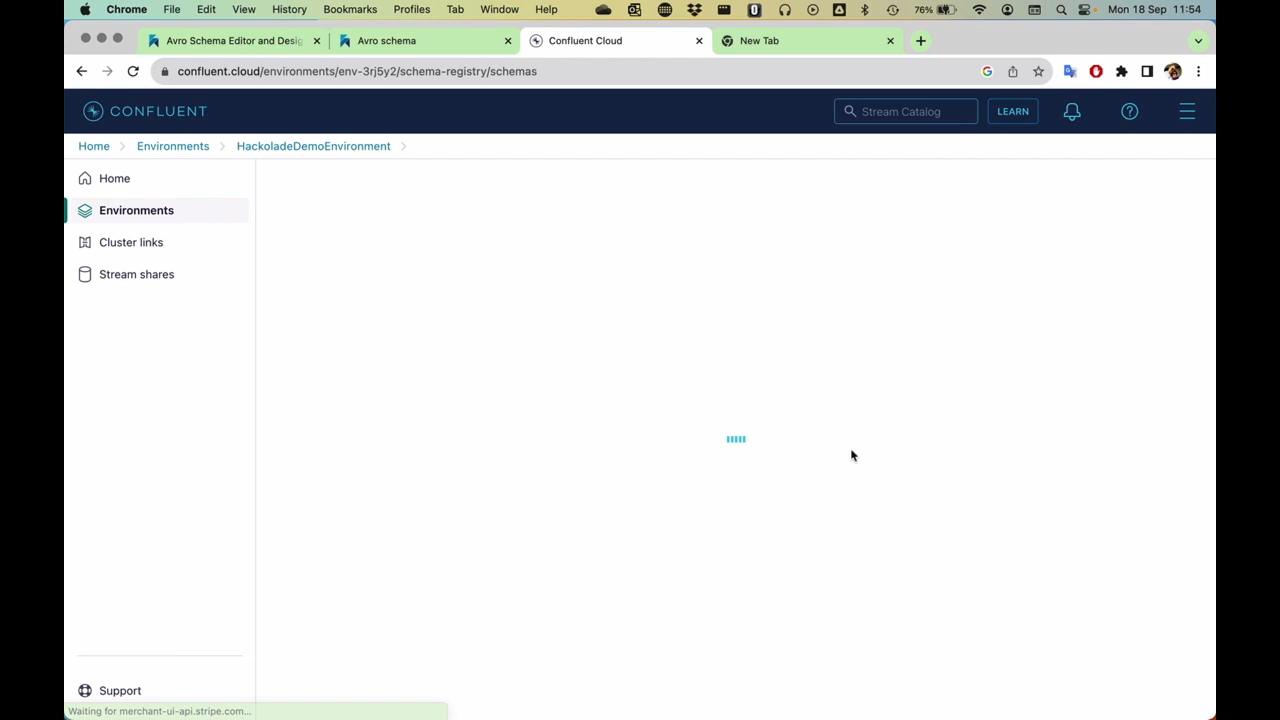 Chrome File Edit View History Bookmarks Profiles Tab Window Help 76% Mon 18 Sep 11:54
Avro Schema Editor and Desig Avro schema Confluent Cloud New Tab
confluent.cloud/environments/env-3rj5y2/schema-registry/schemas
CONFLUENT Stream Catalog LEARN
Home Environments HackoladeDemoEnvironment
Home
Environments
Cluster links
Stream shares
Support
Waiting for merchant-ui-api.stripe.com...